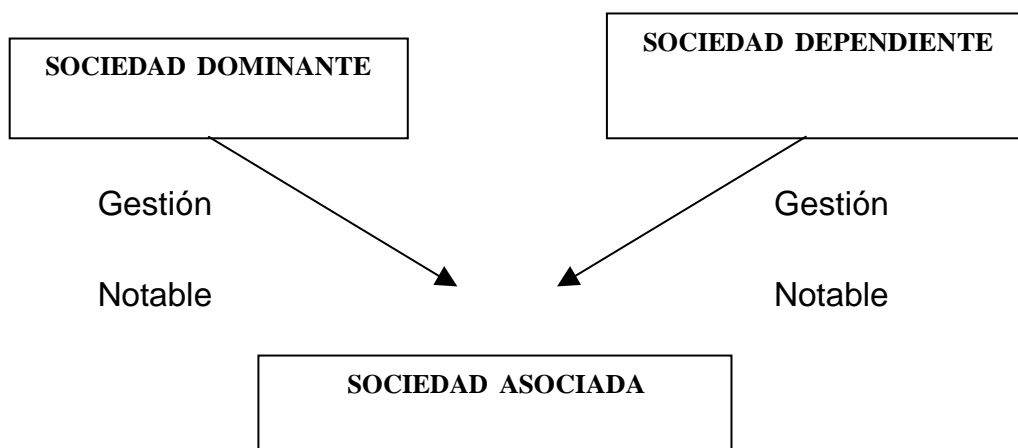 SOCIEDAD DOMINANTE
SOCIEDAD DEPENDIENTE
Gestión
Gestión
Notable
Notable
SOCIEDAD ASOCIADA